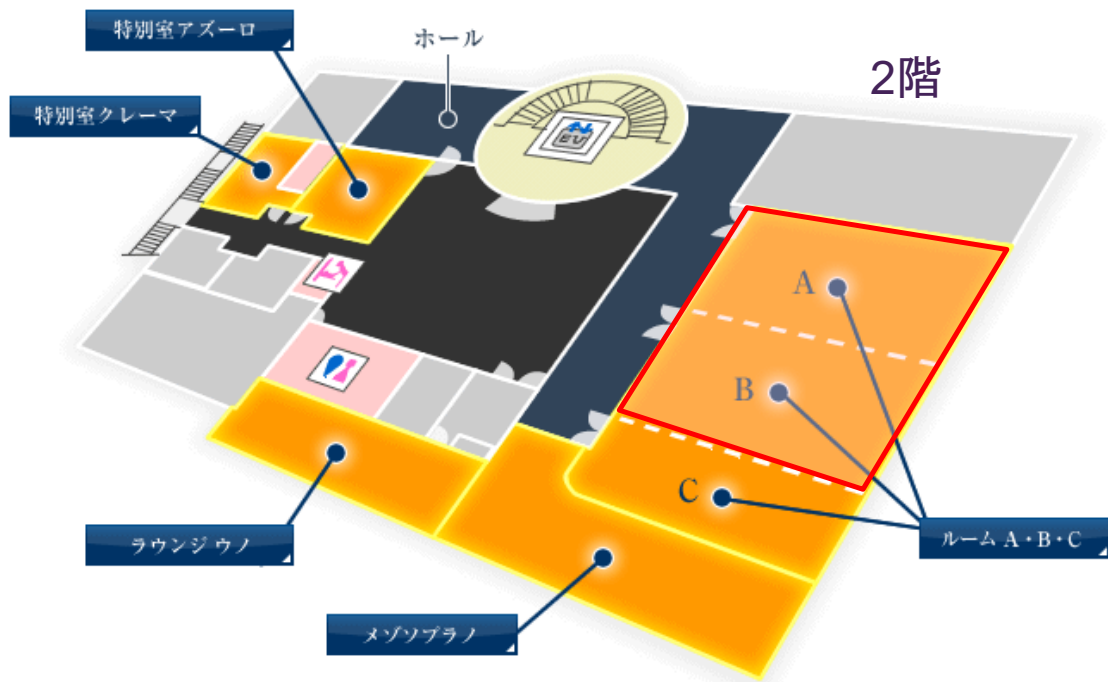 特別室アズーロ
ホール
2階
特別室クレーマ
EV
A
B
C
ラウンジ ウノ
ルーム A・B・C
メゾソプラノ